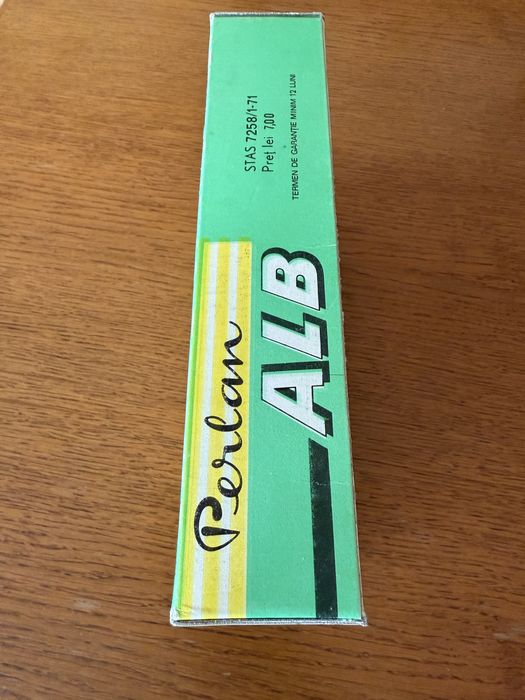 Perlan
ALB
STAS 7258/1-71
Preț lei 7,00
TERMEN DE GARANȚIE MINIM 12 LUNI